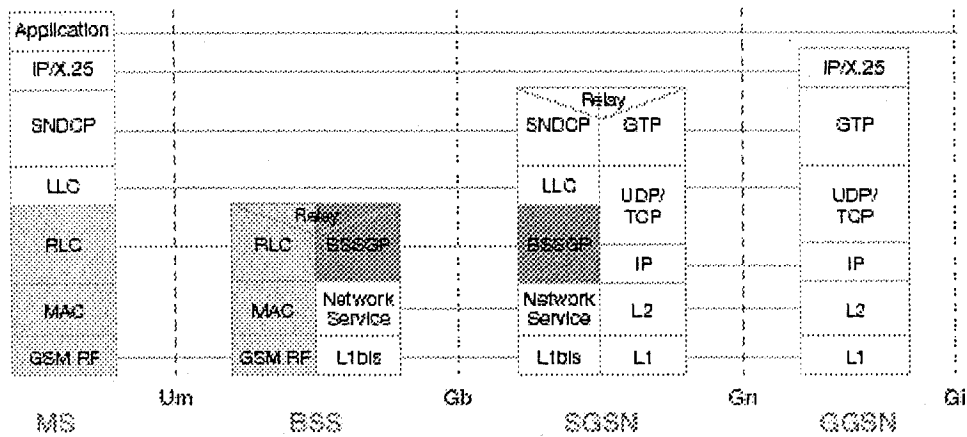 Application
IP/X.25
IP/X.25
Relay
SNDCP
SNDCP
GTP
GTP
LLC
LLC
UDP/
TCP
UDP/
TCP
Relay
RLC
RLC
BSSGP
BSSGP
IP
IP
MAC
MAC
Network
Service
Network
Service
L2
L2
GSM RF
GSM RF
L1bis
L1bis
L1
L1
Um
Gb
Gn
Gi
MS
BSS
SGSN
GGSN